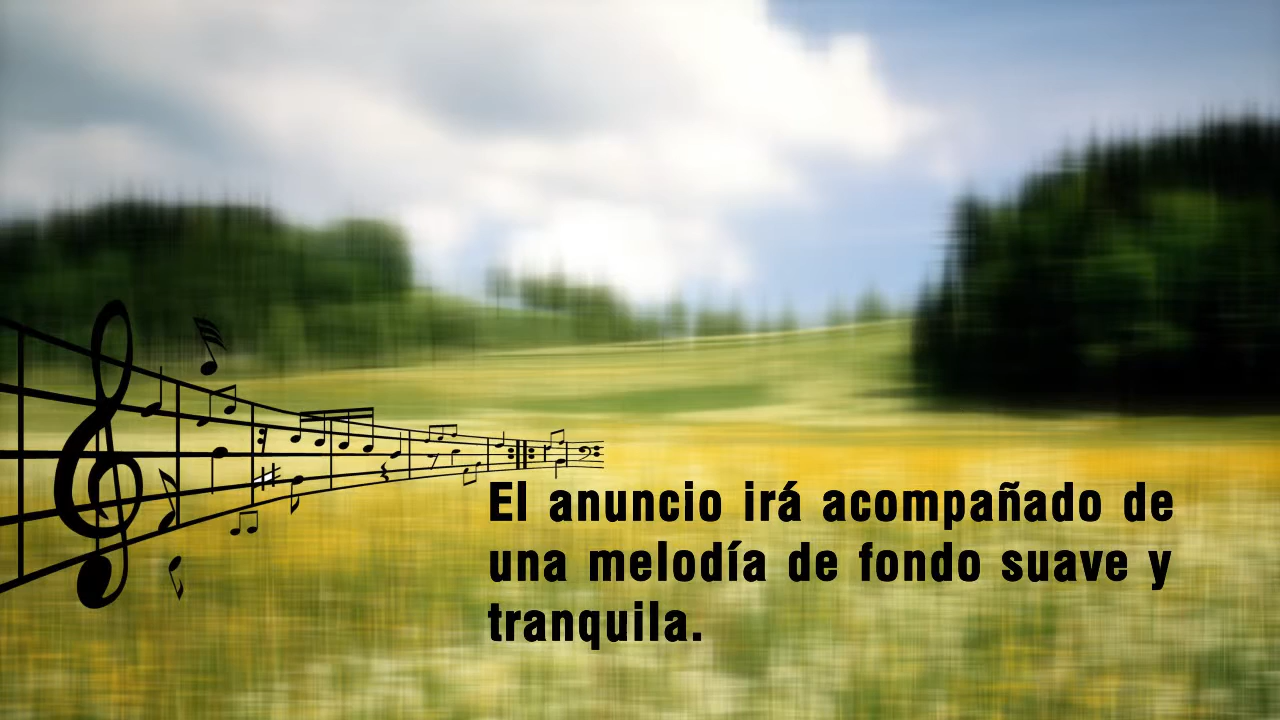 El anuncio irá acompañado de
una melodía de fondo suave y
tranquila.